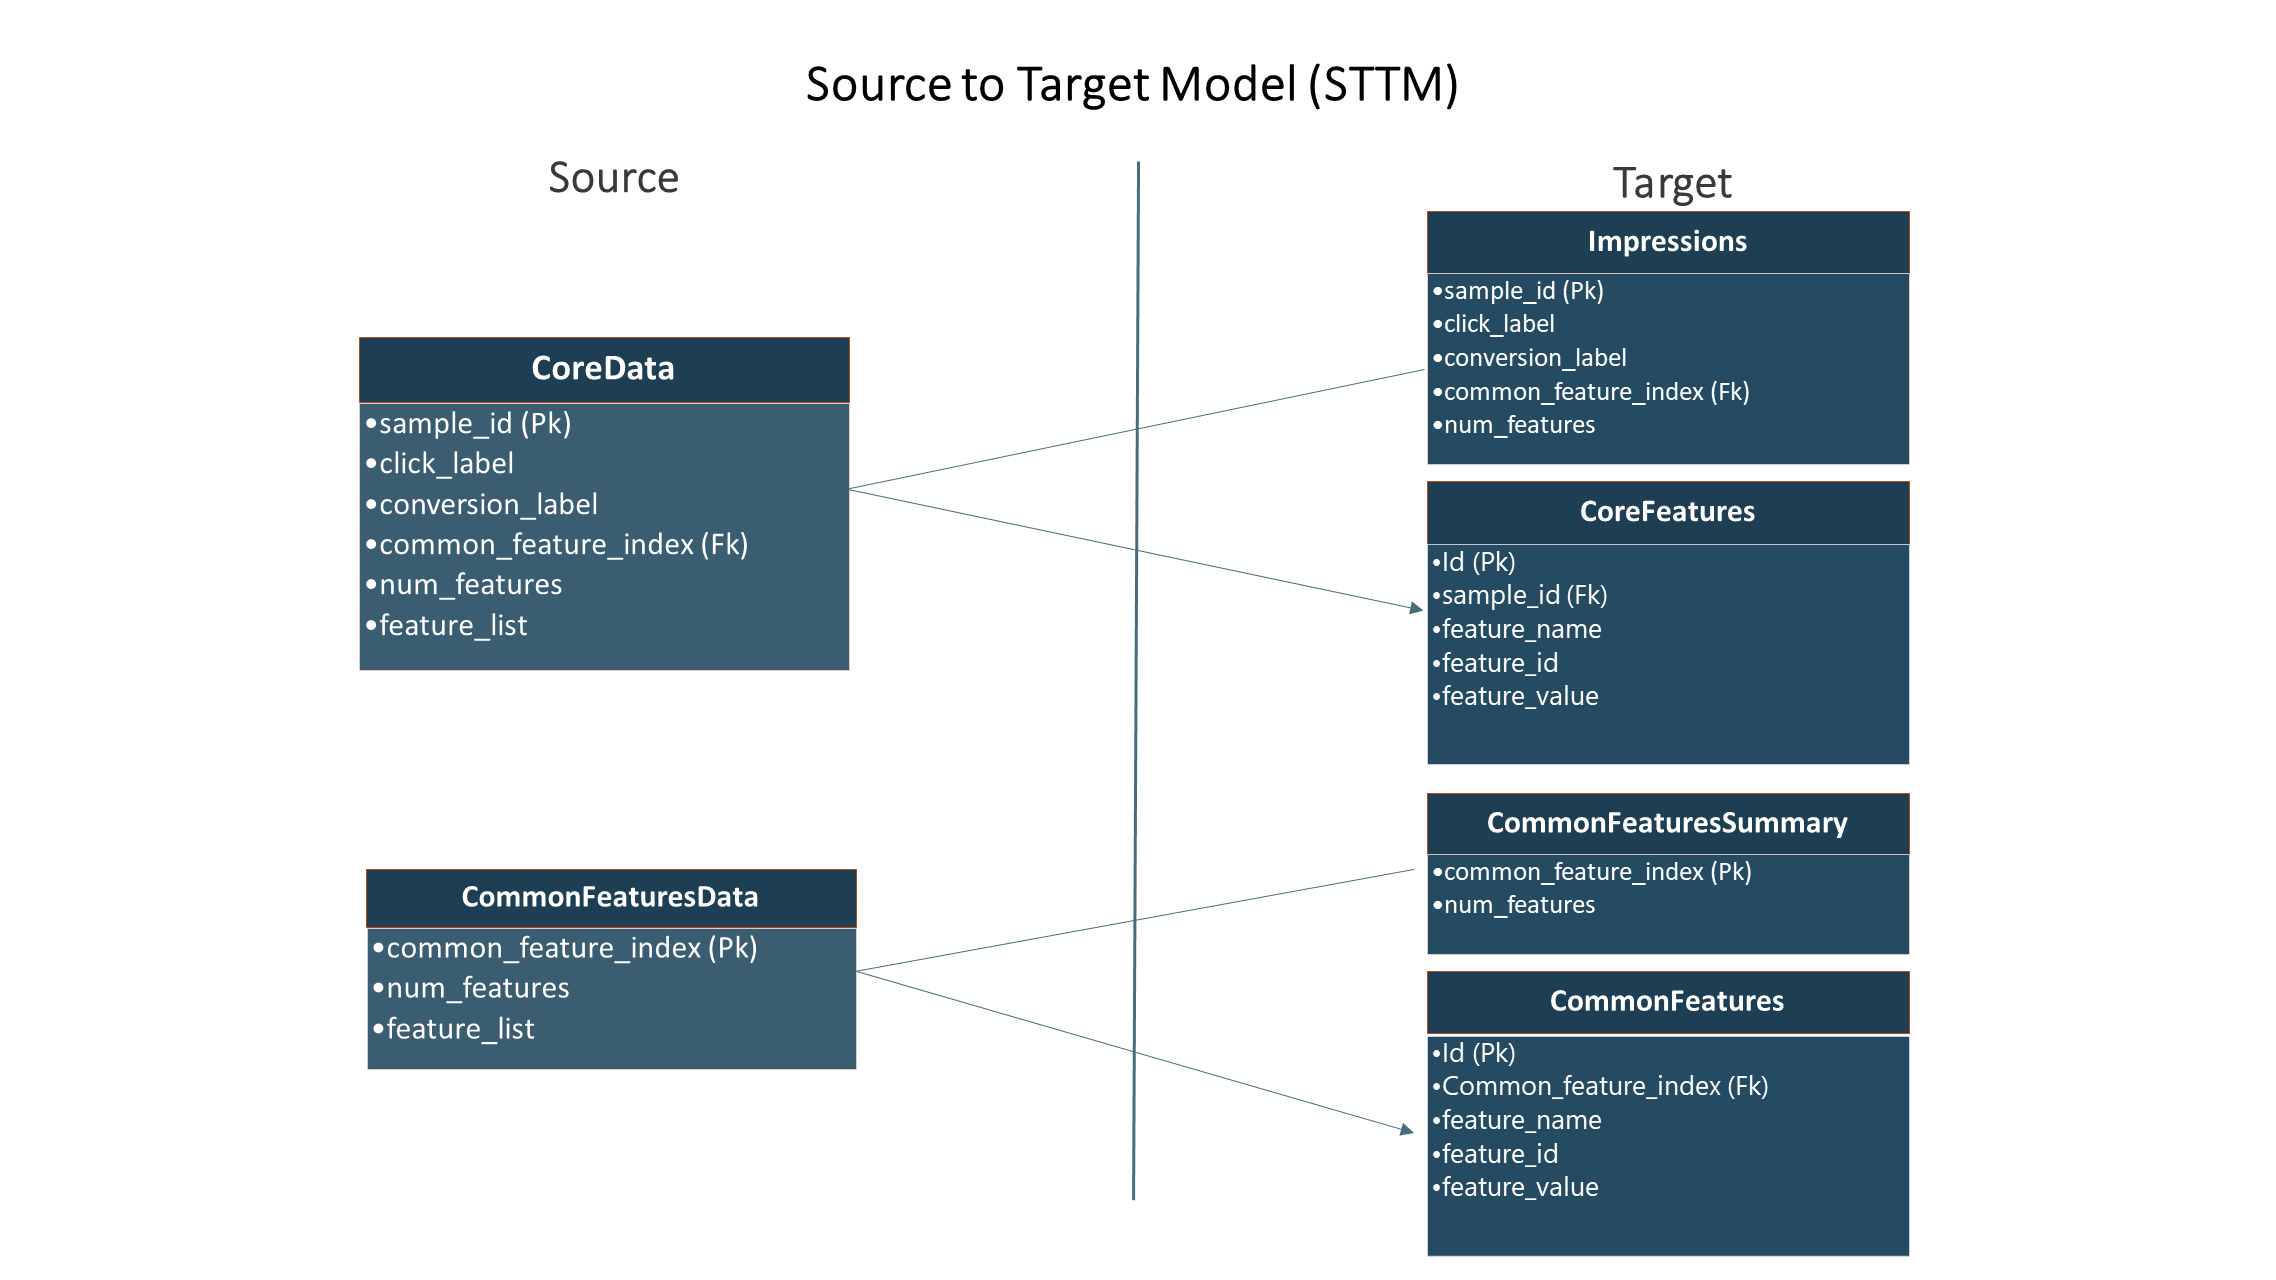 Source to Target Model (STTM)
Source
CoreData
•sample_id (Pk)
•click_label
•conversion_label
•common_feature_index (Fk)
•num_features
•feature_list
CommonFeaturesData
•common_feature_index (Pk)
•num_features
•feature_list
Target
Impressions
•sample_id (Pk)
•click_label
•conversion_label
•common_feature_index (Fk)
•num_features
CoreFeatures
•Id (Pk)
•sample_id (Fk)
•feature_name
•feature_id
•feature_value
CommonFeaturesSummary
•common_feature_index (Pk)
•num_features
CommonFeatures
•Id (Pk)
•Common_feature_index (Fk)
•feature_name
•feature_id
•feature_value